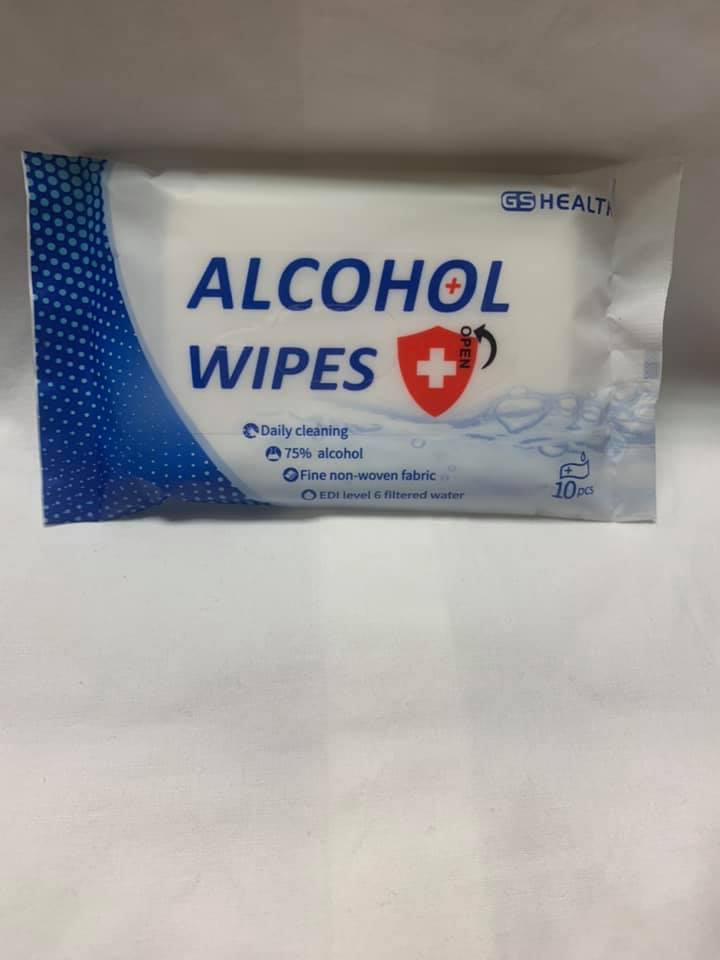 GS HEALTH
ALCOHOL
WIPES
OPEN
Daily cleaning
75% alcohol
Fine non-woven fabric
EDI level 6 filtered water
10pcs